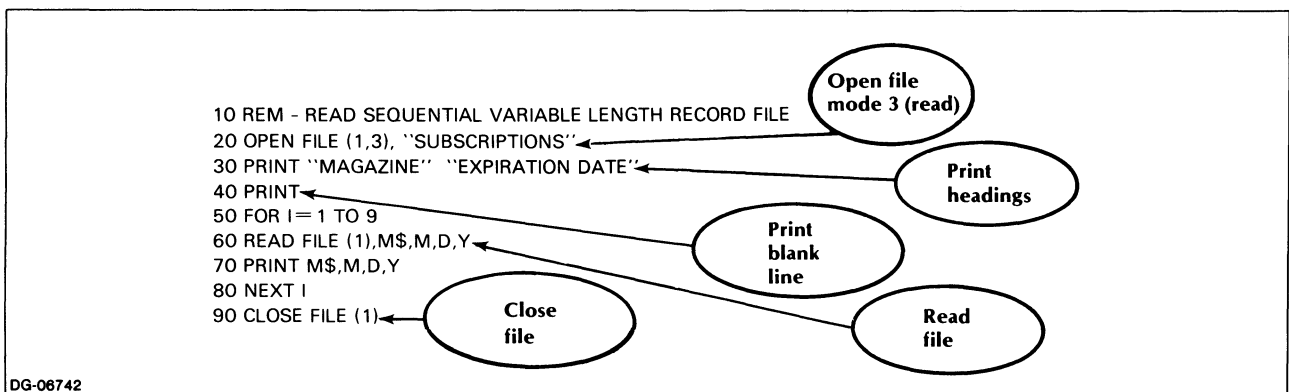 Open file
mode 3 (read)
10 REM - READ SEQUENTIAL VARIABLE LENGTH RECORD FILE
20 OPEN FILE (1,3), ``SUBSCRIPTIONS''
30 PRINT ``MAGAZINE'' ``EXPIRATION DATE''
Print
headings
40 PRINT
50 FOR I = 1 TO 9
Print
blank
line
60 READ FILE (1),M$,M,D,Y
70 PRINT M$,M,D,Y
80 NEXT I
90 CLOSE FILE (1)
Close
file
Read
file
DG-06742